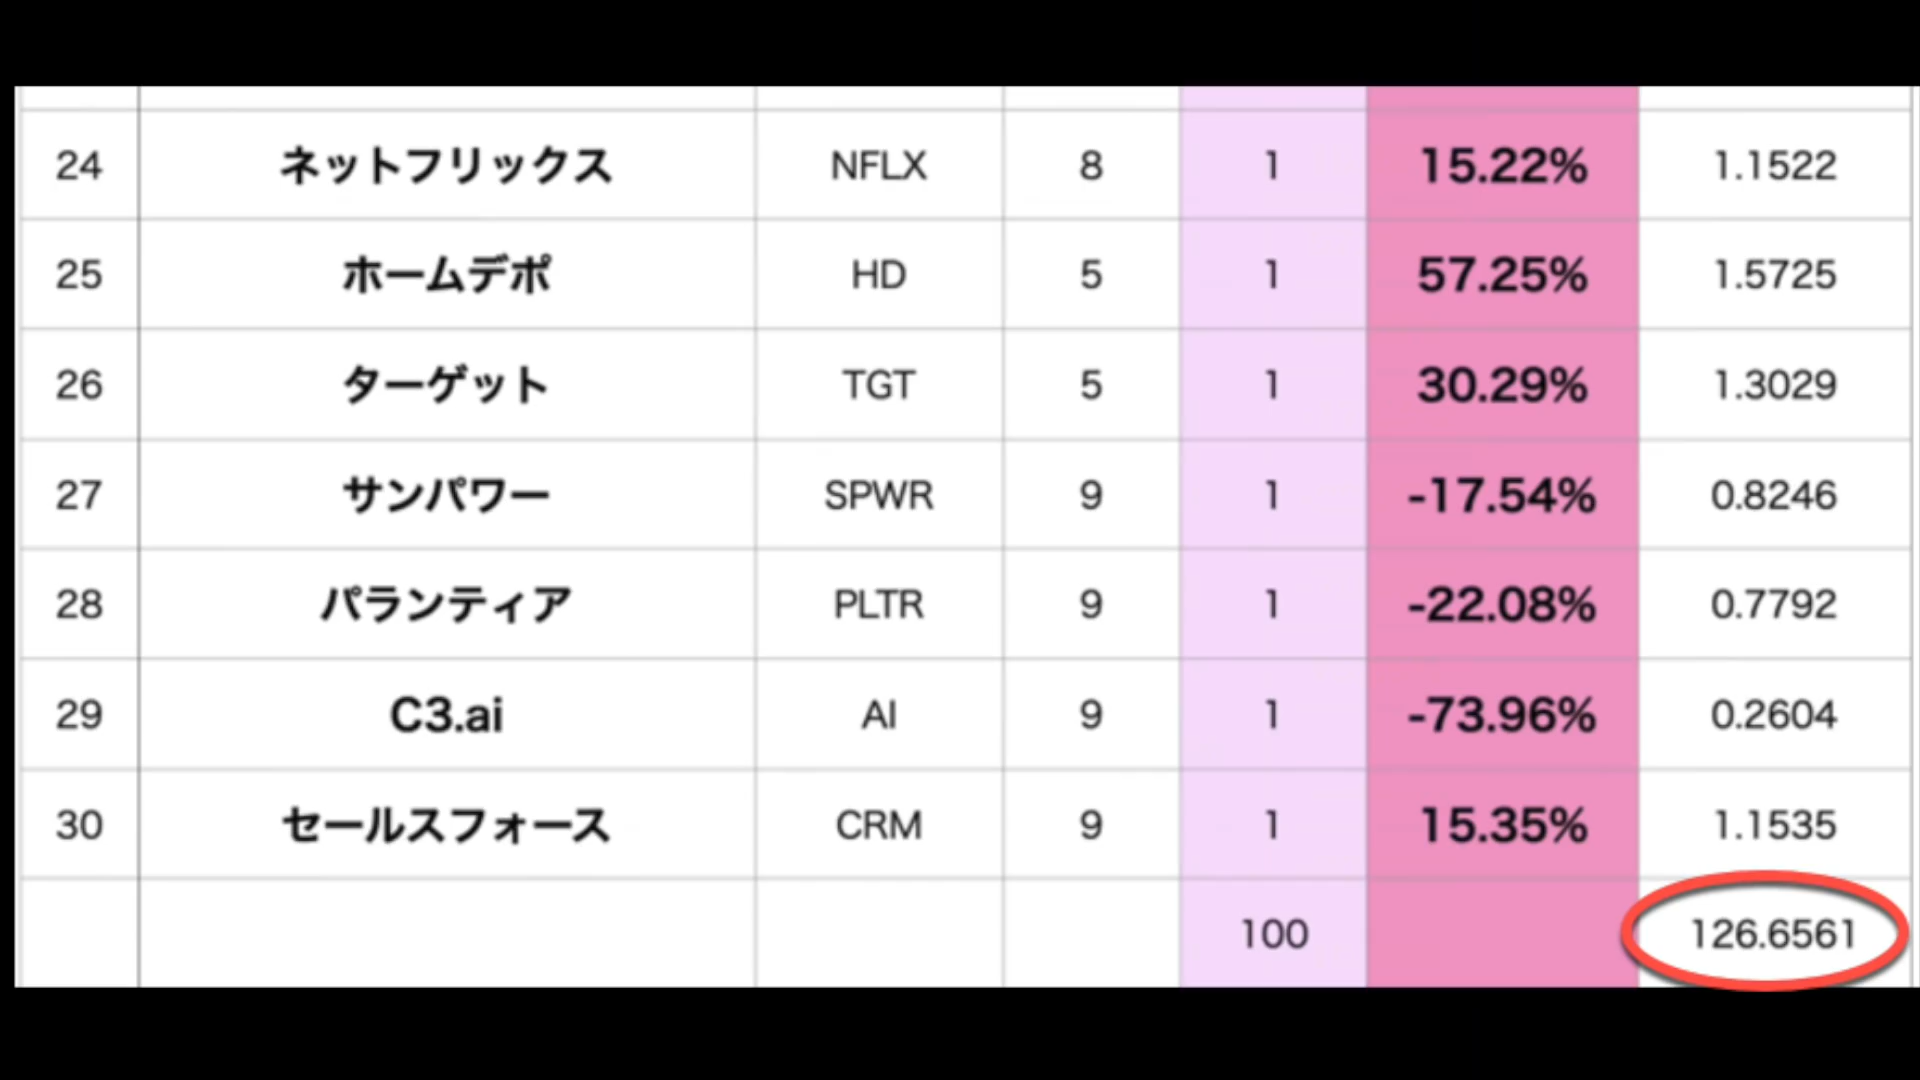 24 ネットフリックス NFLX 8 1 15.22% 1.1522
25 ホームデポ HD 5 1 57.25% 1.5725
26 ターゲット TGT 5 1 30.29% 1.3029
27 サンパワー SPWR 9 1 -17.54% 0.8246
28 パランティア PLTR 9 1 -22.08% 0.7792
29 C3.ai AI 9 1 -73.96% 0.2604
30 セールスフォース CRM 9 1 15.35% 1.1535
100 126.6561